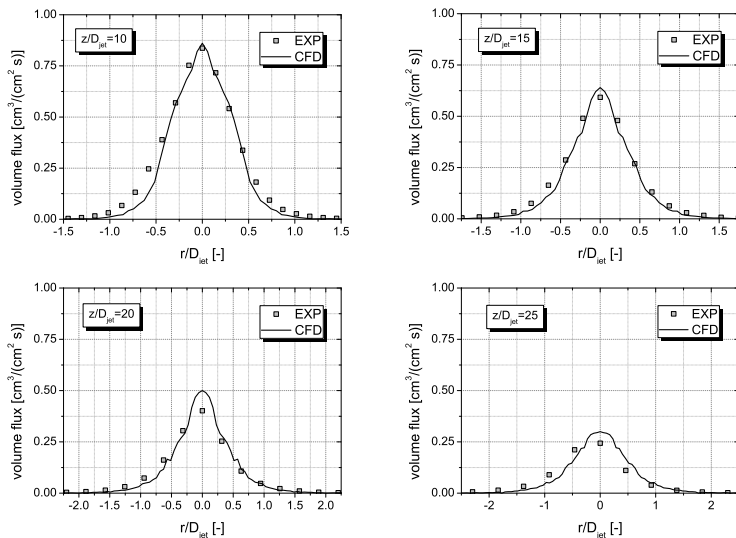 z/D_jet=10
EXP
CFD
1.00
0.75
0.50
0.25
0.00
volume flux [cm³/(cm² s)]
-1.5 -1.0 -0.5 0.0 0.5 1.0 1.5
r/D_jet [-]
z/D_jet=15
EXP
CFD
1.00
0.75
0.50
0.25
0.00
volume flux [cm³/(cm² s)]
-1.5 -1.0 -0.5 0.0 0.5 1.0 1.5
r/D_jet [-]
z/D_jet=20
EXP
CFD
1.00
0.75
0.50
0.25
0.00
volume flux [cm³/(cm² s)]
-2.0 -1.5 -1.0 -0.5 0.0 0.5 1.0 1.5 2.0
r/D_jet [-]
z/D_jet=25
EXP
CFD
1.00
0.75
0.50
0.25
0.00
volume flux [cm³/(cm² s)]
-2 -1 0 1 2
r/D_jet [-]